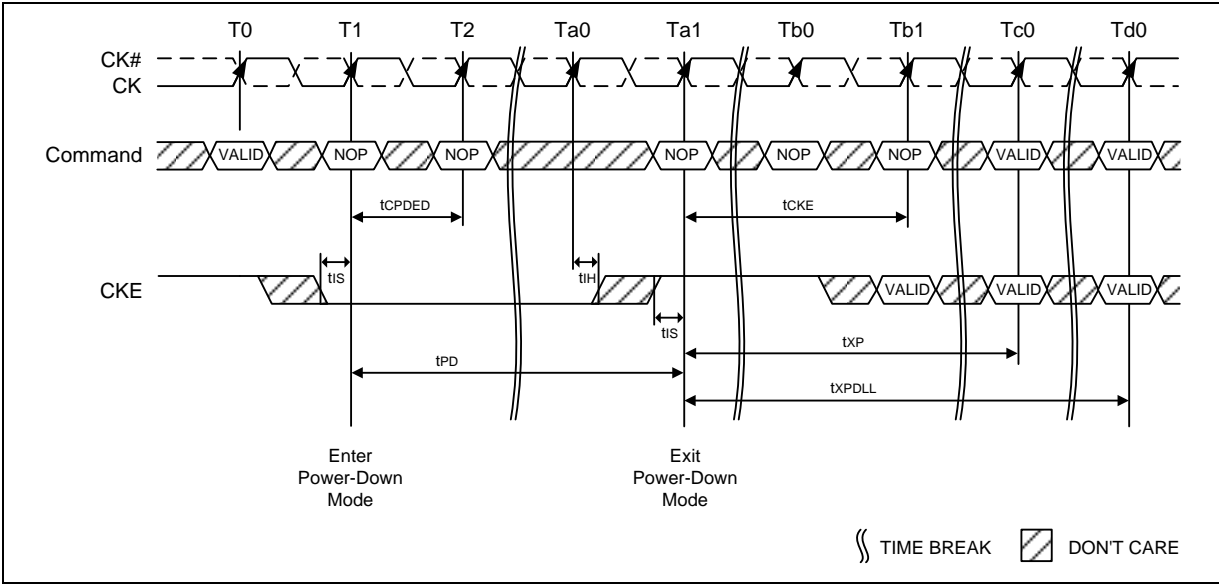 T0 T1 T2 Ta0 Ta1 Tb0 Tb1 Tc0 Td0
CK#
CK
Command VALID NOP NOP NOP NOP NOP VALID VALID
tCPDED tCKE
tIS tIH
CKE VALID VALID VALID
tIS
tXP
tPD
tXPDLL
Enter
Power-Down
Mode
Exit
Power-Down
Mode
TIME BREAK DON'T CARE